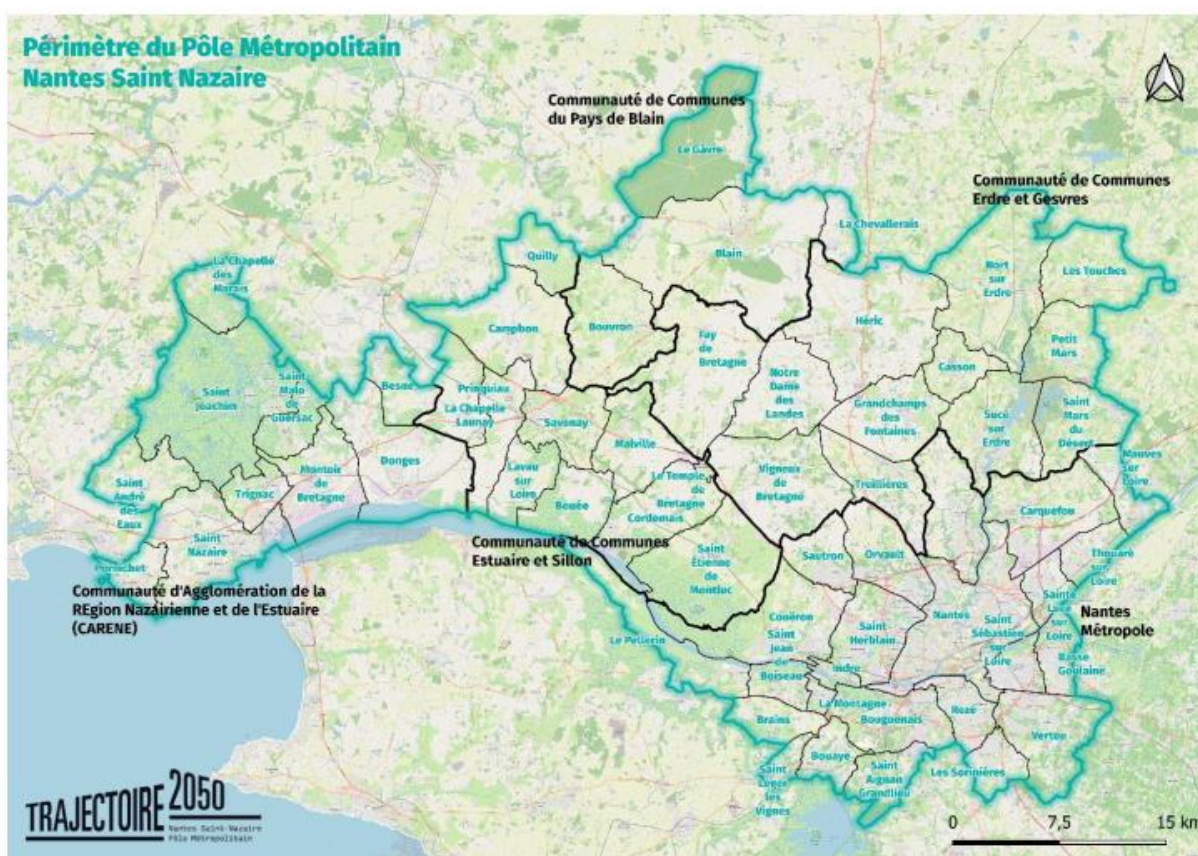 Périmètre du Pôle Métropolitain
Nantes Saint Nazaire
Communauté de Communes
du Pays de Blain
Le Gâvre
Communauté de Communes
Erdre et Gesvres
La Chevallerais
La Chapelle
des
Marais
Quilly
Blain
Nort
sur
Erdre
Les Touches
Campbon
Bouvron
Fay
de
Bretagne
Héric
Petit
Mars
Casson
Saint
Joachim
Saint
Malo
de
Guersac
Besné
Prinquiau
La Chapelle
Launay
Savenay
Notre
Dame
des
Landes
Grandchamps
des
Fontaines
Sucé
sur
Erdre
Saint
Mars
du
Désert
Malville
Mauves
sur
Loire
Saint
André
des
Eaux
Trignac
Montoir
de
Bretagne
Donges
Lavau
sur
Loire
Bouée
Le Temple
de
Bretagne
Cordemais
Vigneux
de
Bretagne
Treillières
Carquefou
Saint
Nazaire
Pornichet
Communauté de Communes
Estuaire et Sillon
Saint
Étienne
de
Montluc
Sautron
Orvault
Thouaré
sur
Loire
Communauté d'Agglomération de la
REgion Nazairienne et de l'Estuaire
(CARENE)
Le Pellerin
Couëron
Saint
Jean
de
Boiseau
Saint
Herblain
Nantes
Saint
Sébastien
sur
Loire
Sainte
Luce
sur
Loire
Nantes
Métropole
Basse
Goulaine
Indre
La Montagne
Bouguenais
Rezé
Vertou
Brains
Bouaye
Saint
Aignan
Grandlieu
Les Sorinières
Saint
Léger
les
Vignes
TRAJECTOIRE 2050
Nantes Saint-Nazaire
Pôle Métropolitain
0 7,5 15 km